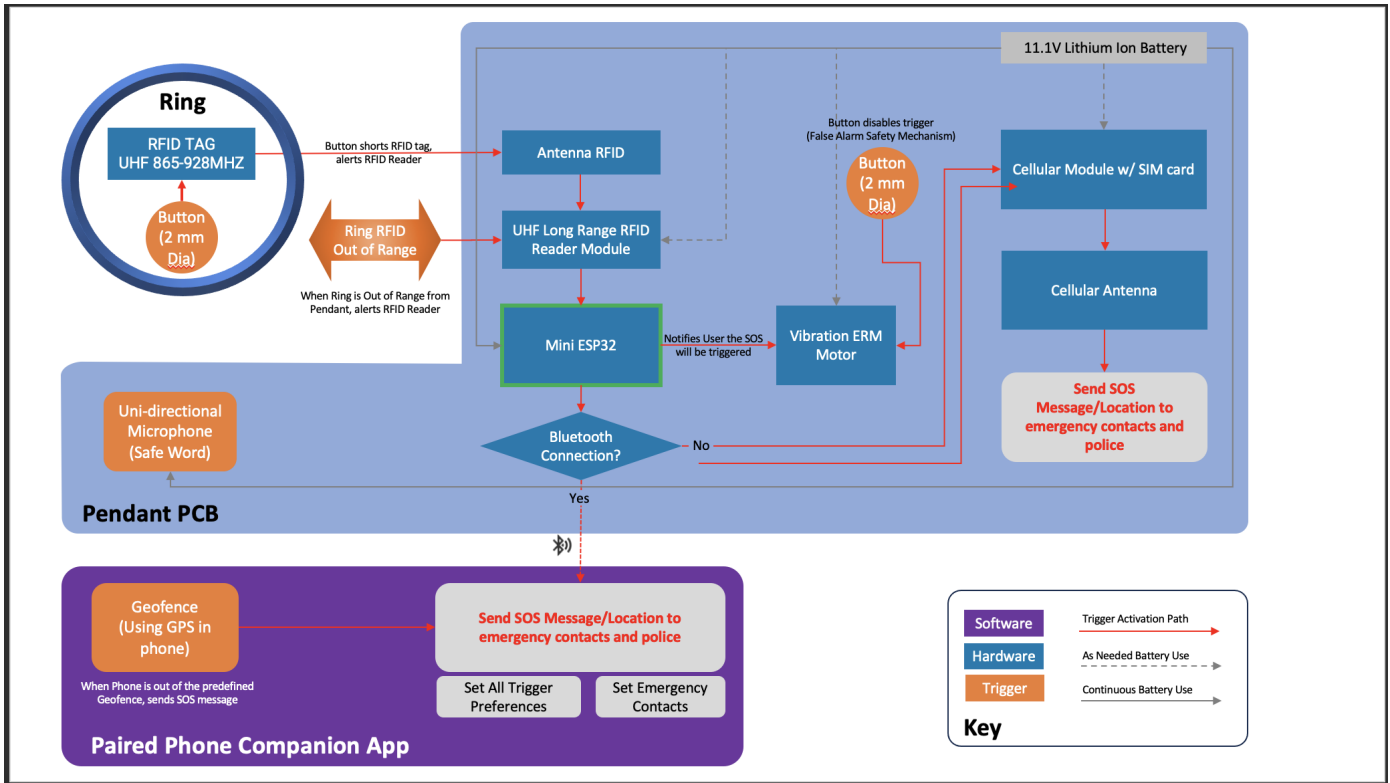 11.1V Lithium Ion Battery
Ring
RFID TAG
UHF 865-928MHZ
Button
(2 mm
Dia)
Button shorts RFID tag,
alerts RFID Reader
Ring RFID
Out of Range
When Ring is Out of Range from
Pendant, alerts RFID Reader
Antenna RFID
UHF Long Range RFID
Reader Module
Mini ESP32
Notifies User the SOS
will be triggered
Button disables trigger
(False Alarm Safety Mechanism)
Button
(2 mm
Dia)
Vibration ERM
Motor
Cellular Module w/ SIM card
Cellular Antenna
Send SOS
Message/Location to
emergency contacts and
police
Bluetooth
Connection?
No
Yes
Uni-directional
Microphone
(Safe Word)
Pendant PCB
Geofence
(Using GPS in
phone)
When Phone is out of the predefined
Geofence, sends SOS message
Send SOS Message/Location to
emergency contacts and police
Set All Trigger
Preferences
Set Emergency
Contacts
Paired Phone Companion App
Software
Trigger Activation Path
Hardware
As Needed Battery Use
Trigger
Continuous Battery Use
Key